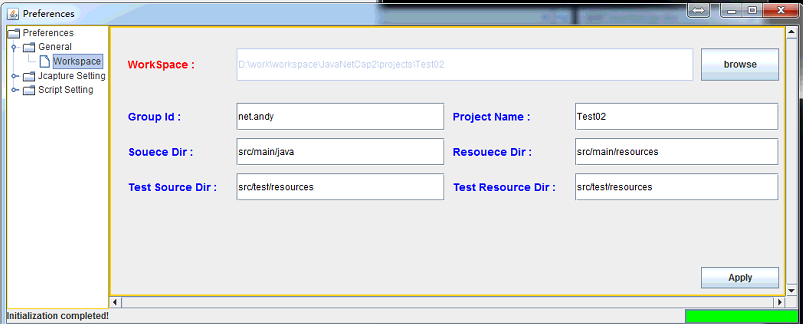 Preferences
Preferences
General
Workspace
Jcapture Setting
Script Setting
WorkSpace :
D:\work\workspace\JavaNetCap2\projects\Test02
browse
Group Id :
net.andy
Project Name :
Test02
Souece Dir :
src/main/java
Resouece Dir :
src/main/resources
Test Source Dir :
src/test/resources
Test Resource Dir :
src/test/resources
Apply
Initialization completed!